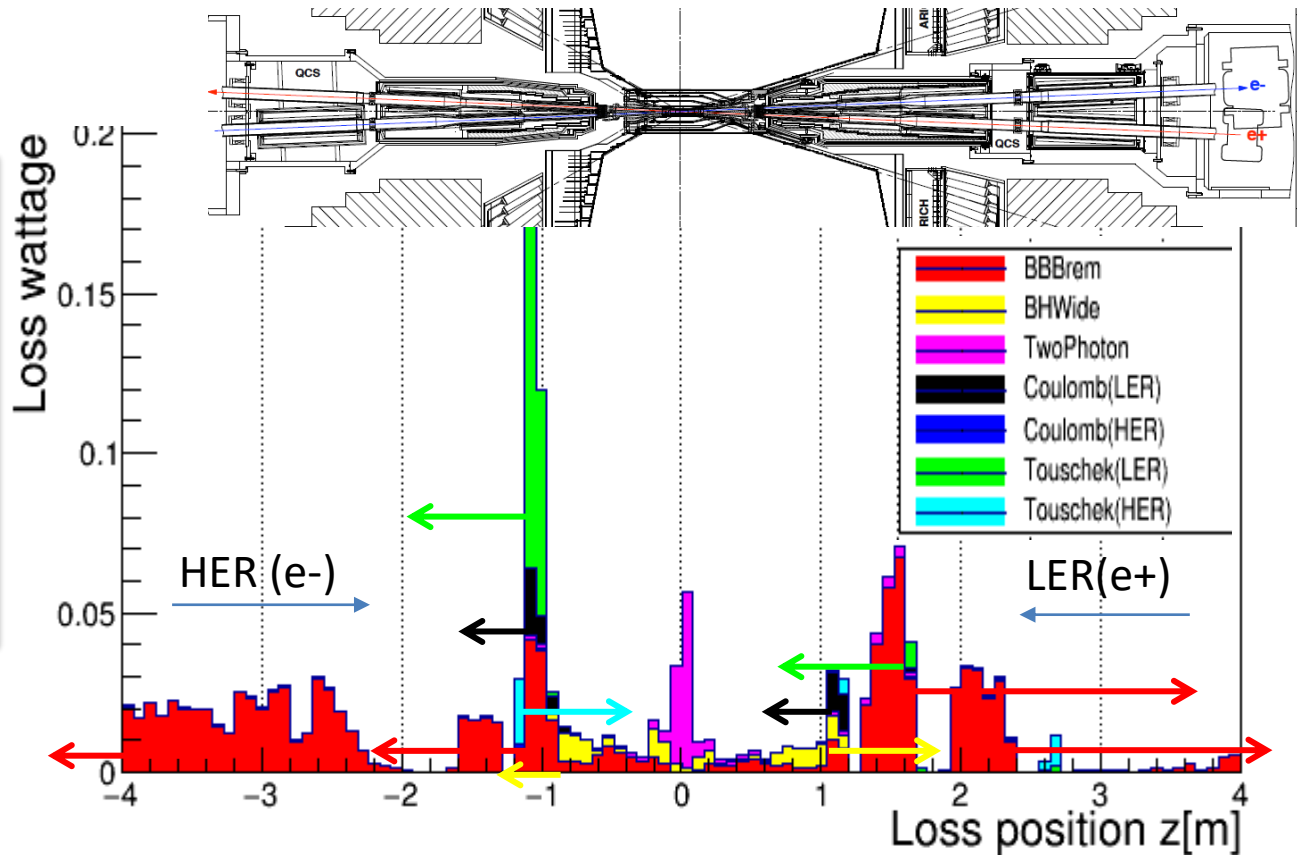 QCS
ARI
e-
e+
QCS
RICH
0.2
0.15
0.1
0.05
0
Loss wattage
BBBrem
BHWide
TwoPhoton
Coulomb(LER)
Coulomb(HER)
Touschek(LER)
Touschek(HER)
HER (e-)
LER(e+)
−4
−3
−2
−1
0
1
2
3
4
Loss position z[m]